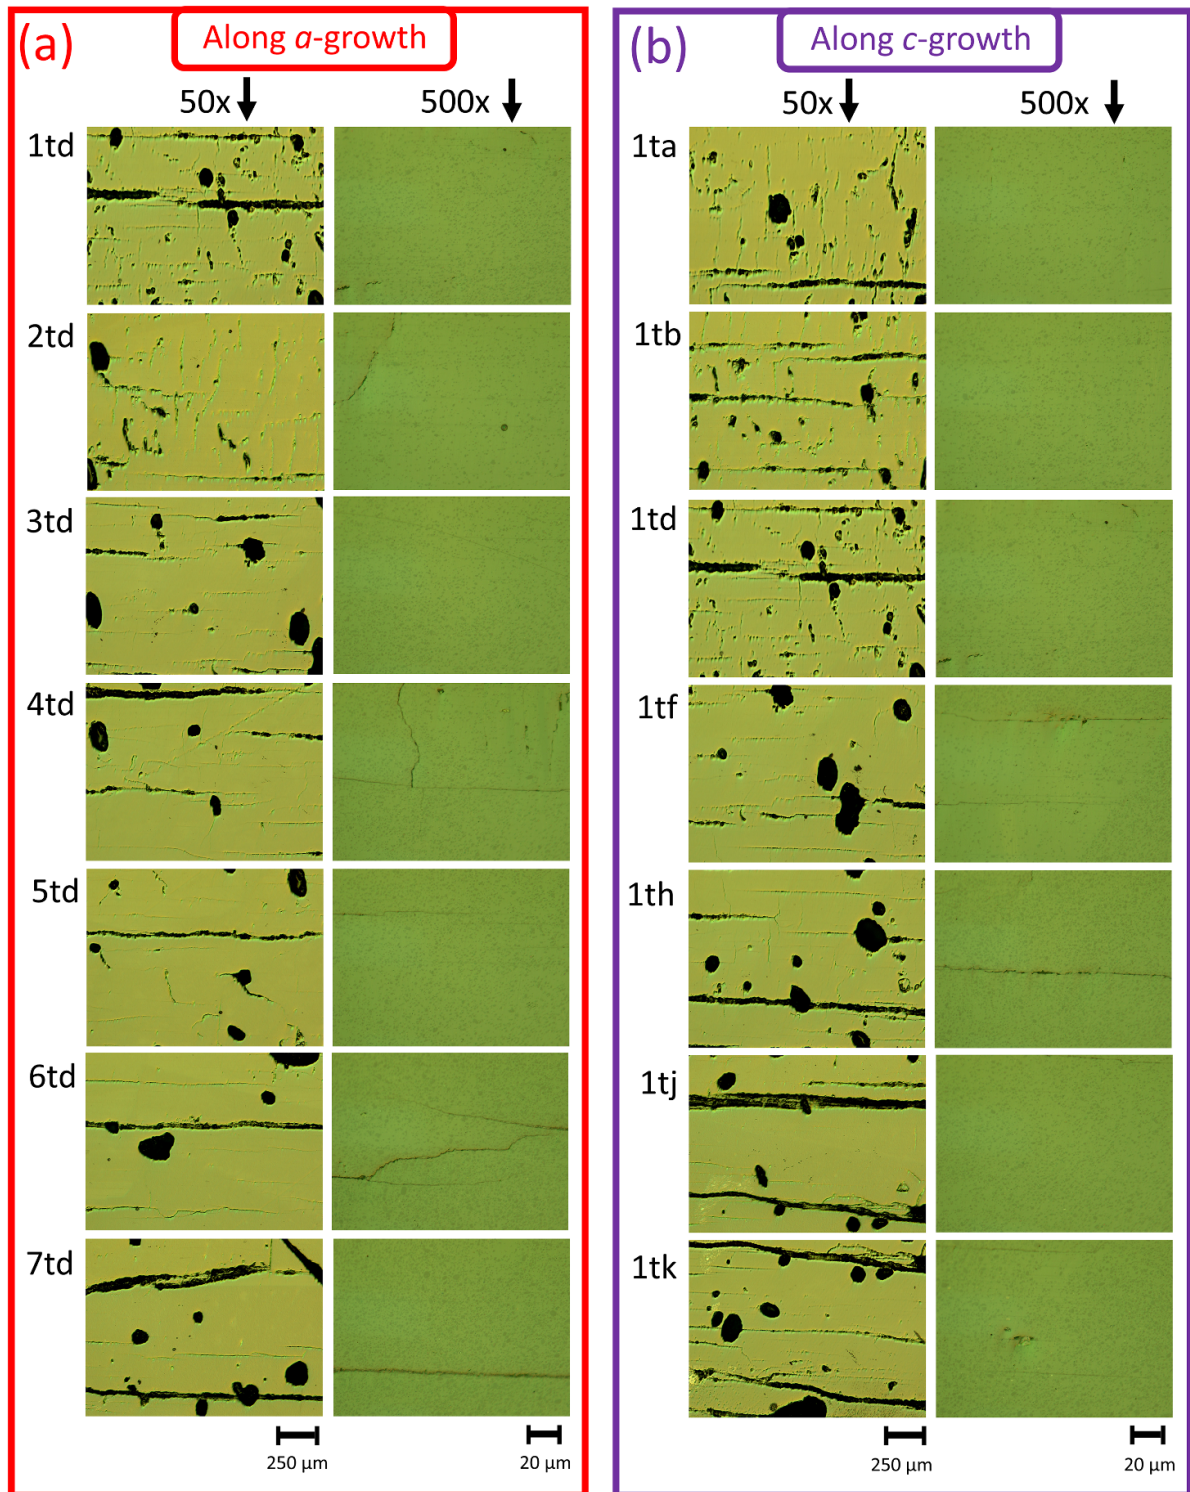 (a)
Along a-growth
50x
500x
1td
2td
3td
4td
5td
6td
7td
250 μm
20 μm
(b)
Along c-growth
50x
500x
1ta
1tb
1td
1tf
1th
1tj
1tk
250 μm
20 μm